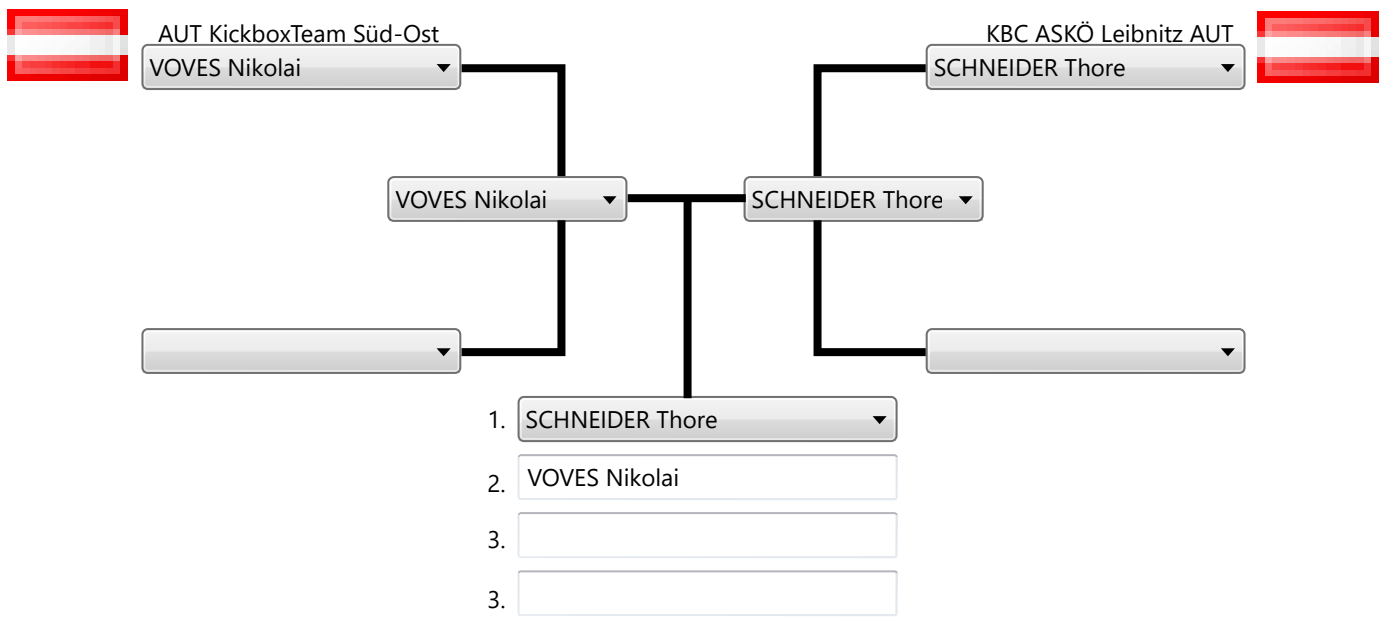 AUT KickboxTeam Süd-Ost
KBC ASKÖ Leibnitz AUT
VOVES Nikolai
SCHNEIDER Thore
VOVES Nikolai
SCHNEIDER Thore
1. SCHNEIDER Thore
2. VOVES Nikolai
3.
3.